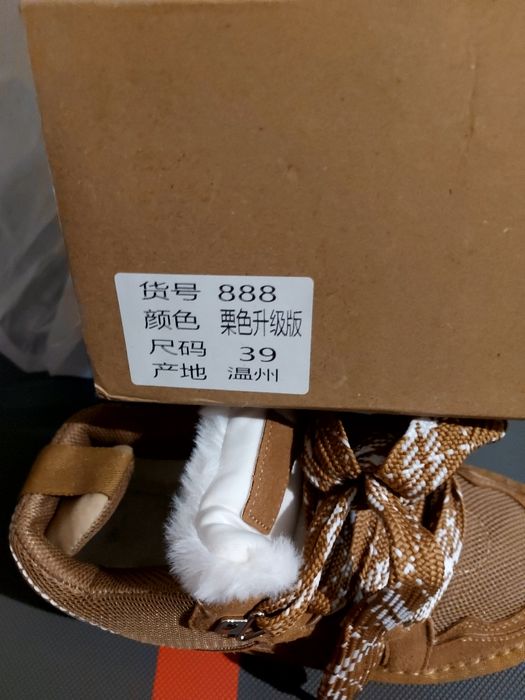 货号 888
颜色 栗色升级版
尺码 39
产地 温州